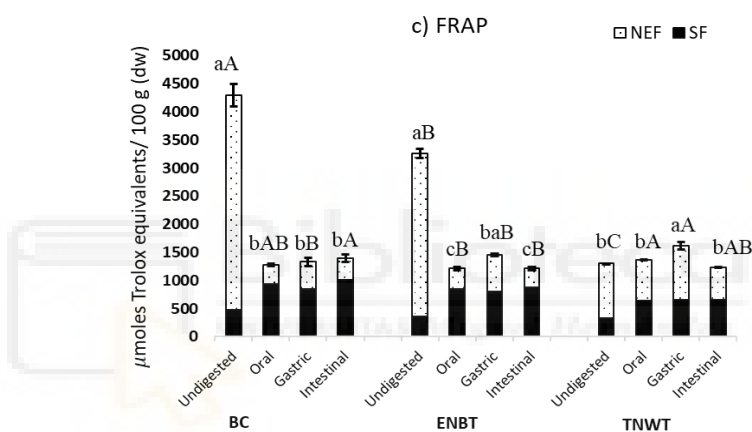 c) FRAP
NEF SF
µmoles Trolox equivalents/ 100 g (dw)
5000
4500
4000
3500
3000
2500
2000
1500
1000
500
0
aA
bAB
bB
bA
aB
cB
baB
cB
bC
bA
aA
bAB
Undigested
Oral
Gastric
Intestinal
Undigested
Oral
Gastric
Intestinal
Undigested
Oral
Gastric
Intestinal
BC
ENBT
TNWT
Biblioteca